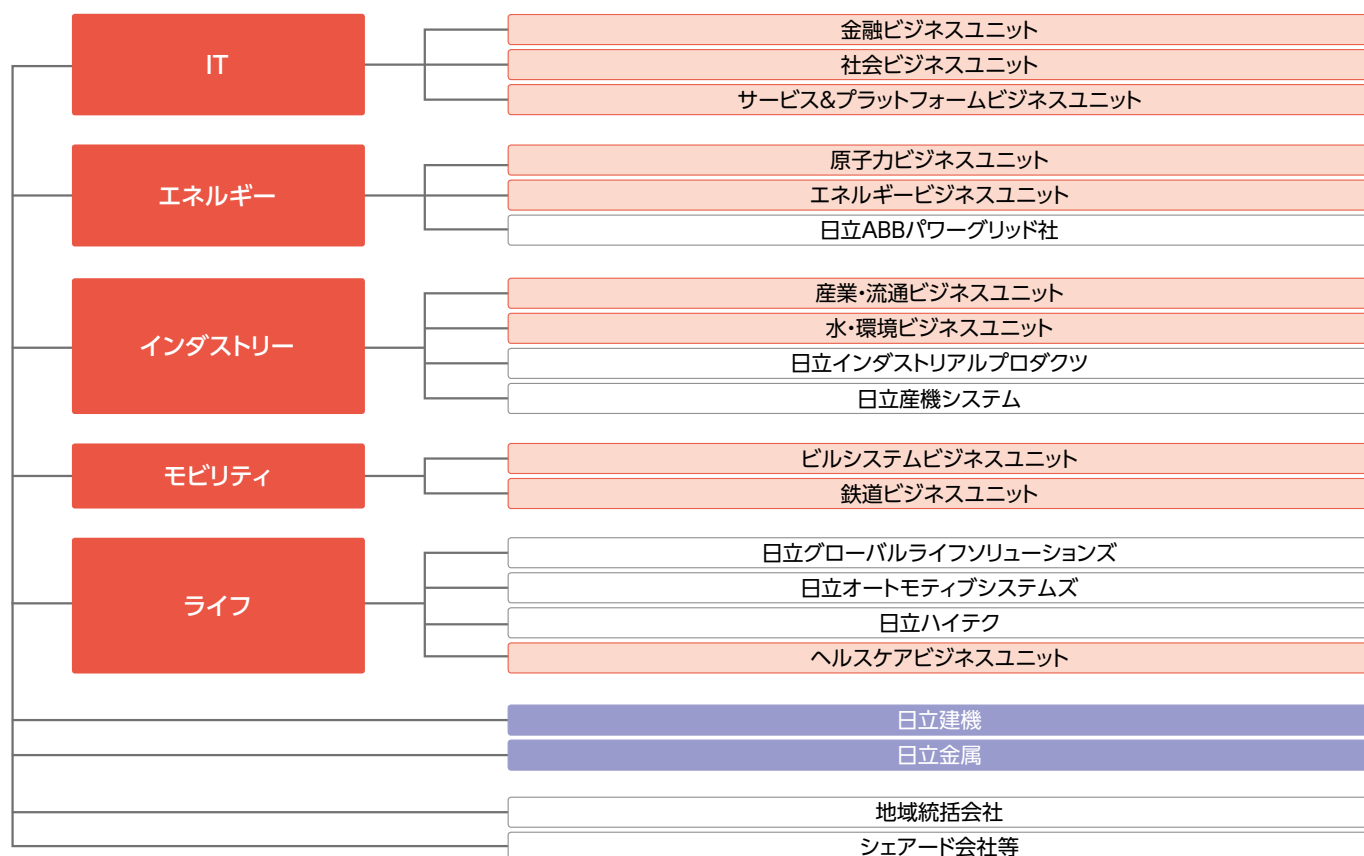 IT
金融ビジネスユニット
社会ビジネスユニット
サービス&プラットフォームビジネスユニット
エネルギー
原子力ビジネスユニット
エネルギービジネスユニット
日立ABBパワーグリッド社
インダストリー
産業・流通ビジネスユニット
水・環境ビジネスユニット
日立インダストリアルプロダクツ
日立産機システム
モビリティ
ビルシステムビジネスユニット
鉄道ビジネスユニット
ライフ
日立グローバルライフソリューションズ
日立オートモティブシステムズ
日立ハイテク
ヘルスケアビジネスユニット
日立建機
日立金属
地域統括会社
シェアード会社等